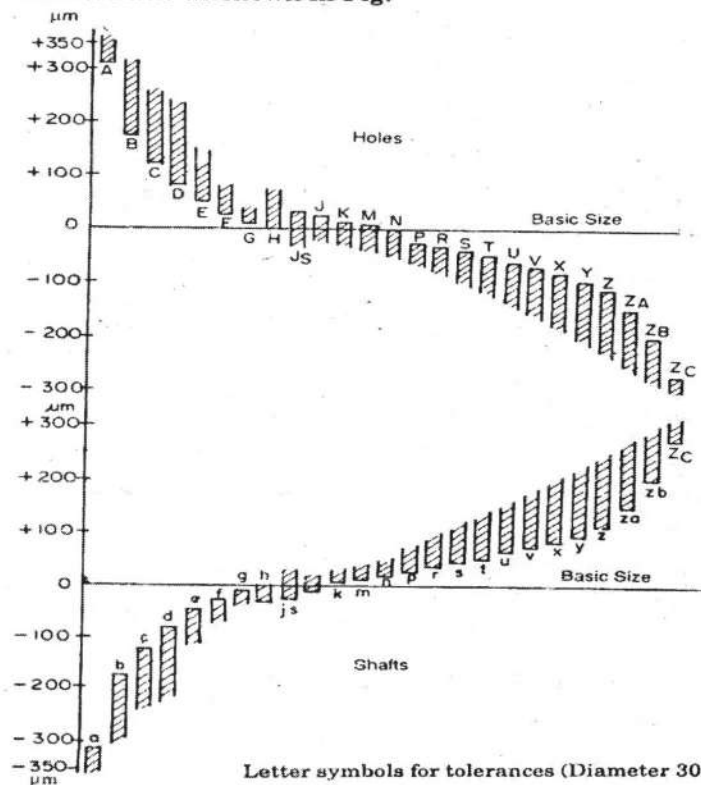 μm
+350
+300
A
+200
B
C
Holes
+100
D
E
F
J
K
M
N
0
G
H
Basic Size
JS
P
R
S
T
U
V
X
Y
Z
ZA
ZB
ZC
-100
-200
-300
μm
+300
ZC
+200
zb
+100
za
z
y
x
v
u
t
s
r
p
n
g
h
0
js
k
m
Basic Size
a
f
d
-100
c
b
Shafts
-200
a
-300
-350
μm
Letter symbols for tolerances (Diameter 30